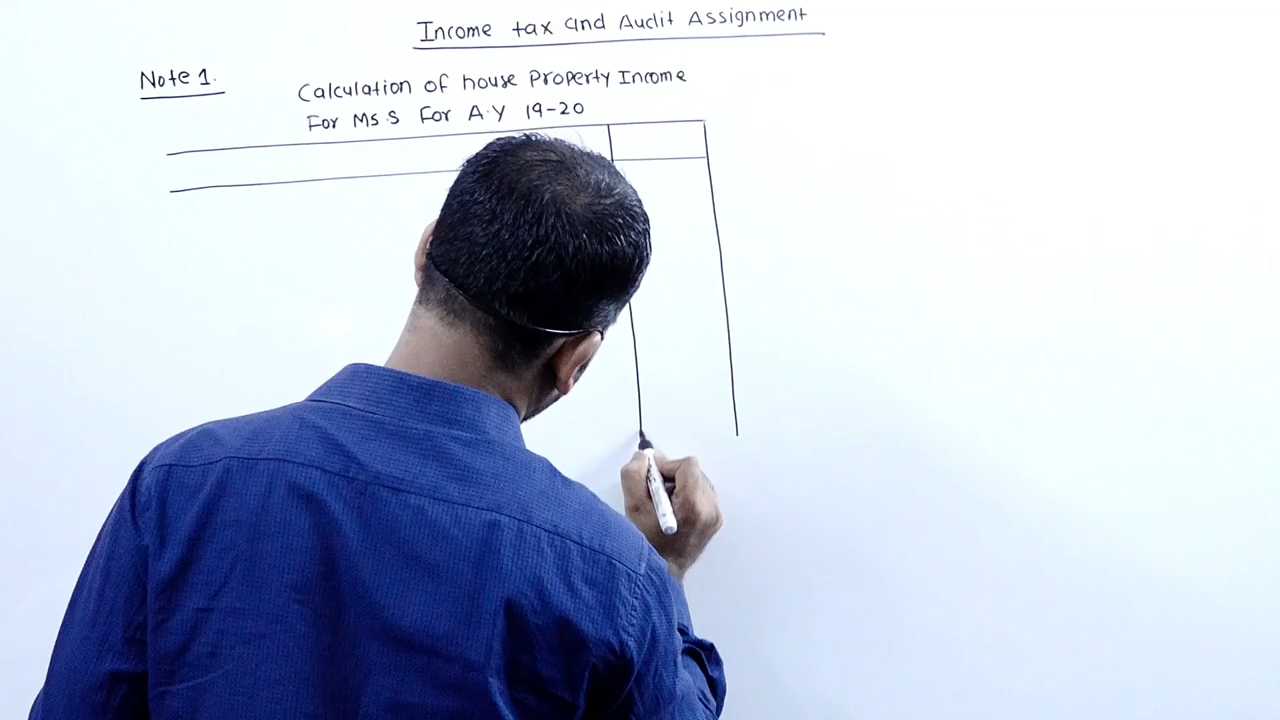 Income tax and Audit Assignment
Note 1.
Calculation of house Property Income
For Ms.S For A.Y 19-20